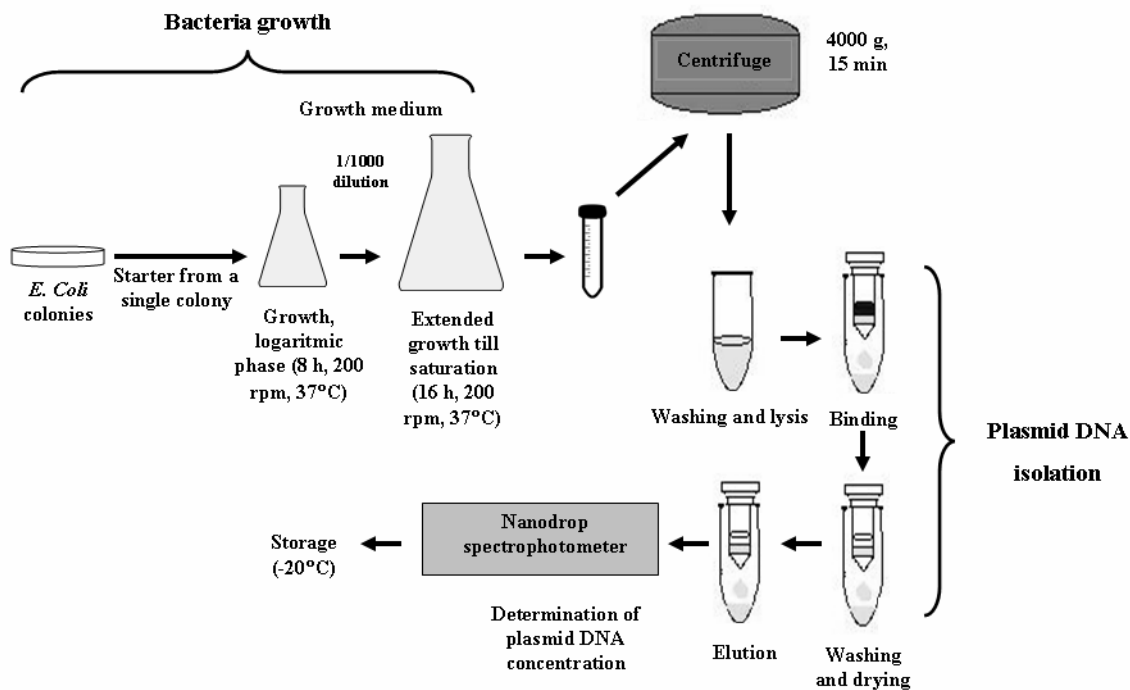 Bacteria growth
Growth medium
1/1000
dilution
E. Coli
colonies
Starter from a
single colony
Growth,
logaritmic
phase (8 h, 200
rpm, 37°C)
Extended
growth till
saturation
(16 h, 200
rpm, 37°C)
Centrifuge
4000 g,
15 min
Washing and lysis
Binding
Plasmid DNA
isolation
Washing
and drying
Elution
Nanodrop
spectrophotometer
Determination of
plasmid DNA
concentration
Storage
(-20°C)